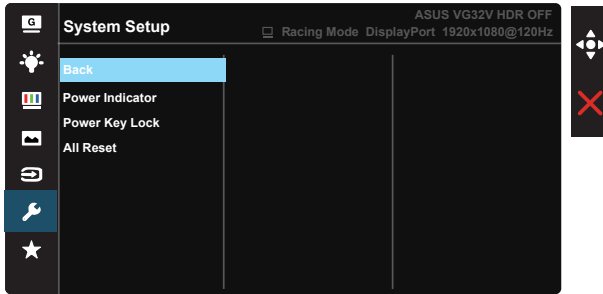 G
System Setup
ASUS VG32V HDR OFF
Racing Mode DisplayPort 1920x1080@120Hz
Back
Power Indicator
Power Key Lock
All Reset